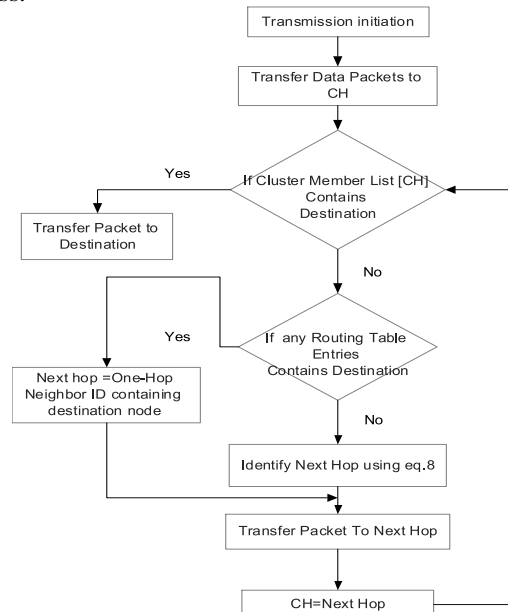 Transmission initiation
Transfer Data Packets to
CH
If Cluster Member List [CH]
Contains
Destination
Yes
Transfer Packet to
Destination
No
If any Routing Table
Entries
Contains Destination
Yes
Next hop =One-Hop
Neighbor ID containing
destination node
No
Identify Next Hop using eq.8
Transfer Packet To Next Hop
CH=Next Hop